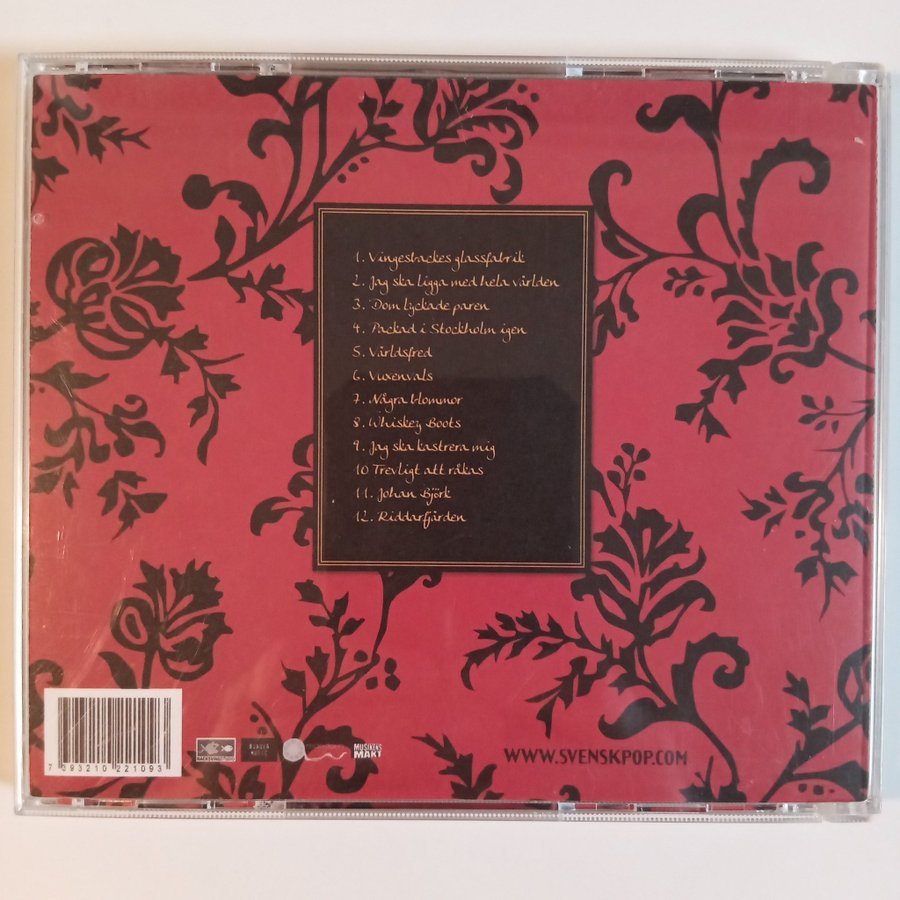 1. Vingesbackes glassfabrik
2. Jag ska ligga med hela världen
3. Dom lyckade paren
4. Packad i Stockholm igen
5. Världsfred
6. Vuxenvals
7. Några blommor
8. Whiskey Boots
9. Jag ska kastrera mig
10 Trevligt att råkas
11. Johan Björk
12. Riddarfjärden
7 393210 221093
MUSIKENS
MAKT
WWW.SVENSKPOP.COM